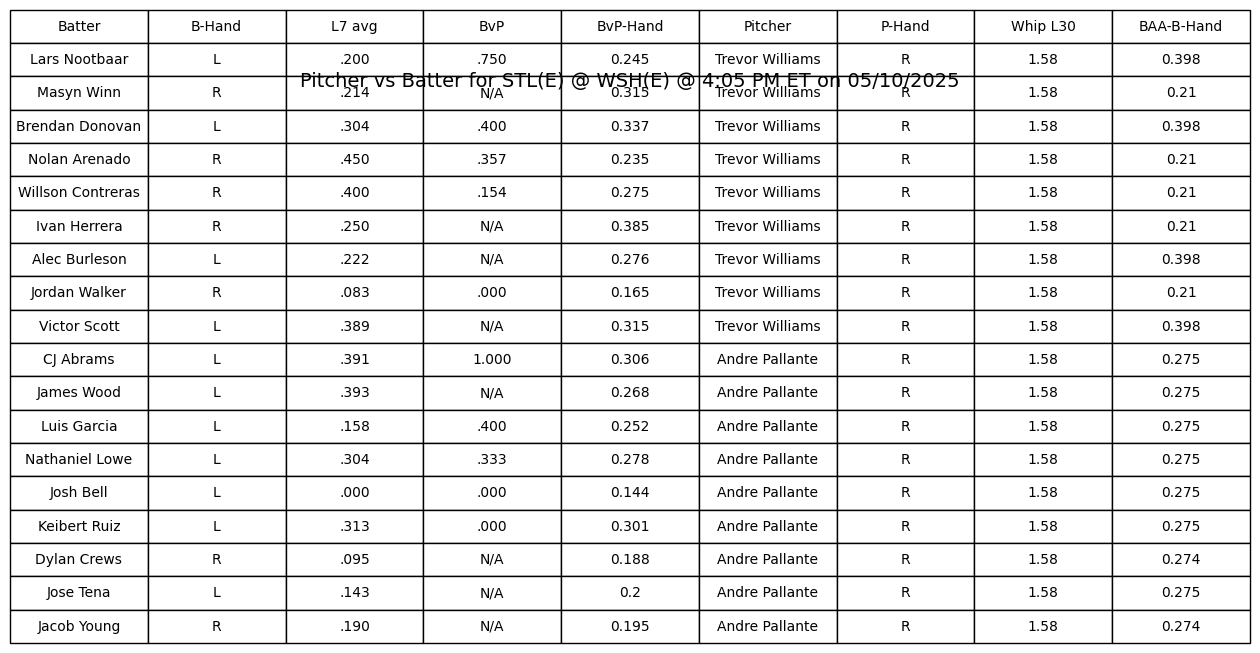 Batter B-Hand L7 avg BvP BvP-Hand Pitcher P-Hand Whip L30 BAA-B-Hand
Lars Nootbaar L .200 .750 0.245 Trevor Williams R 1.58 0.398
Pitcher vs Batter for STL(E) @ WSH(E) @ 4:05 PM ET on 05/10/2025
Masyn Winn R .214 N/A 0.315 Trevor Williams R 1.58 0.21
Brendan Donovan L .304 .400 0.337 Trevor Williams R 1.58 0.398
Nolan Arenado R .450 .357 0.235 Trevor Williams R 1.58 0.21
Willson Contreras R .400 .154 0.275 Trevor Williams R 1.58 0.21
Ivan Herrera R .250 N/A 0.385 Trevor Williams R 1.58 0.21
Alec Burleson L .222 N/A 0.276 Trevor Williams R 1.58 0.398
Jordan Walker R .083 .000 0.165 Trevor Williams R 1.58 0.21
Victor Scott L .389 N/A 0.315 Trevor Williams R 1.58 0.398
CJ Abrams L .391 1.000 0.306 Andre Pallante R 1.58 0.275
James Wood L .393 N/A 0.268 Andre Pallante R 1.58 0.275
Luis Garcia L .158 .400 0.252 Andre Pallante R 1.58 0.275
Nathaniel Lowe L .304 .333 0.278 Andre Pallante R 1.58 0.275
Josh Bell L .000 .000 0.144 Andre Pallante R 1.58 0.275
Keibert Ruiz L .313 .000 0.301 Andre Pallante R 1.58 0.275
Dylan Crews R .095 N/A 0.188 Andre Pallante R 1.58 0.274
Jose Tena L .143 N/A 0.2 Andre Pallante R 1.58 0.275
Jacob Young R .190 N/A 0.195 Andre Pallante R 1.58 0.274